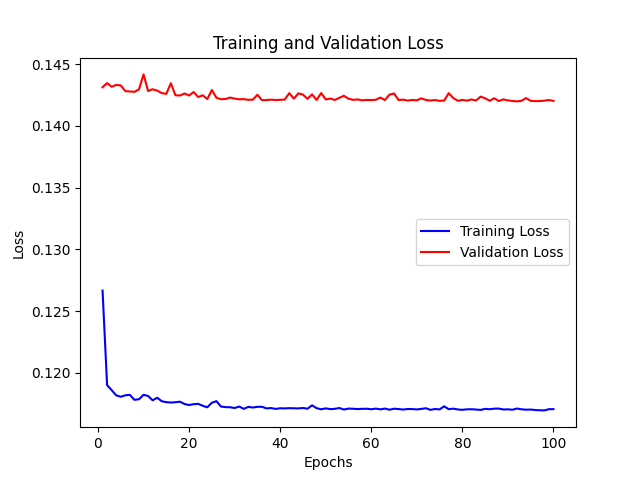 Training and Validation Loss
0.145
0.140
0.135
0.130
0.125
0.120
Loss
Training Loss
Validation Loss
0 20 40 60 80 100
Epochs